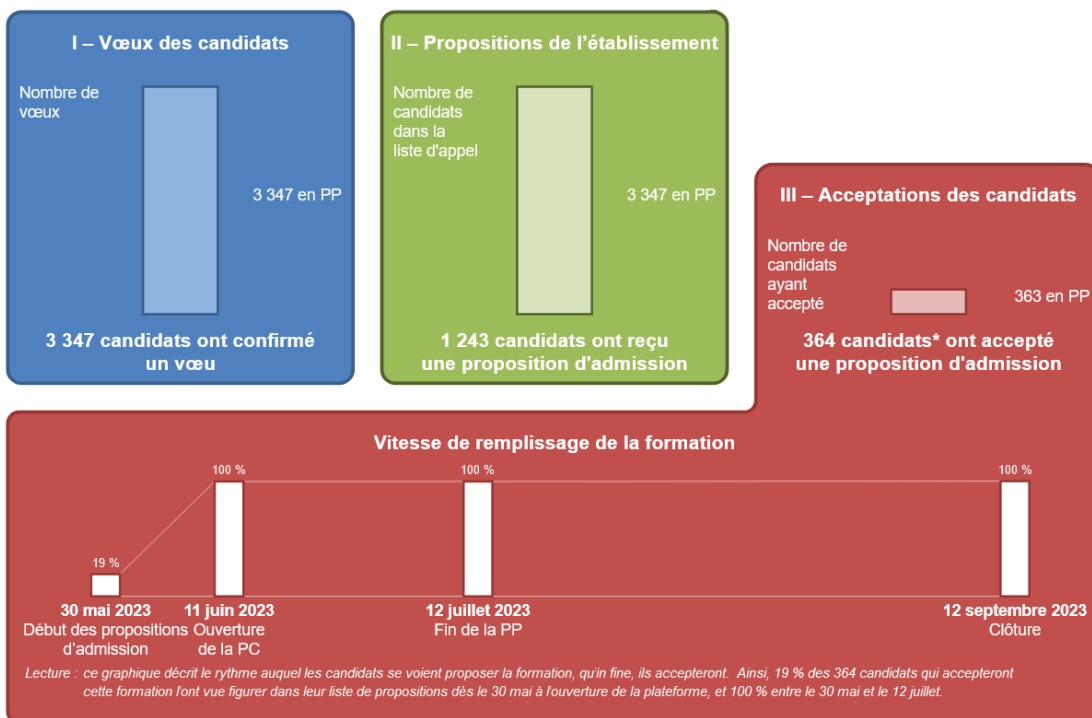 I – Vœux des candidats
Nombre de
vœux
3 347 en PP
3 347 candidats ont confirmé
un vœu
II – Propositions de l'établissement
Nombre de
candidats
dans la
liste d'appel
3 347 en PP
1 243 candidats ont reçu
une proposition d'admission
III – Acceptations des candidats
Nombre de
candidats
ayant
accepté
363 en PP
364 candidats* ont accepté
une proposition d'admission
Vitesse de remplissage de la formation
19 %
100 %
100 %
100 %
30 mai 2023
Début des propositions
d'admission
11 juin 2023
Ouverture
de la PC
12 juillet 2023
Fin de la PP
12 septembre 2023
Clôture
Lecture : ce graphique décrit le rythme auquel les candidats se voient proposer la formation, qu'in fine, ils accepteront. Ainsi, 19 % des 364 candidats qui accepteront
cette formation l'ont vue figurer dans leur liste de propositions dès le 30 mai à l'ouverture de la plateforme, et 100 % entre le 30 mai et le 12 juillet.